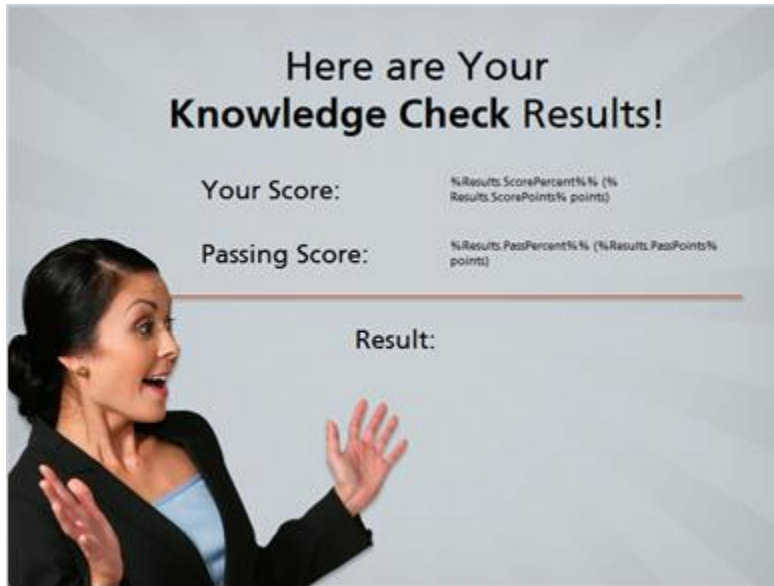 Here are Your
Knowledge Check Results!
Your Score:
%Results.ScorePercent%% (%
Results.ScorePoints% points)
Passing Score:
%Results.PassPercent%% (%Results.PassPoints%
points)
Result: